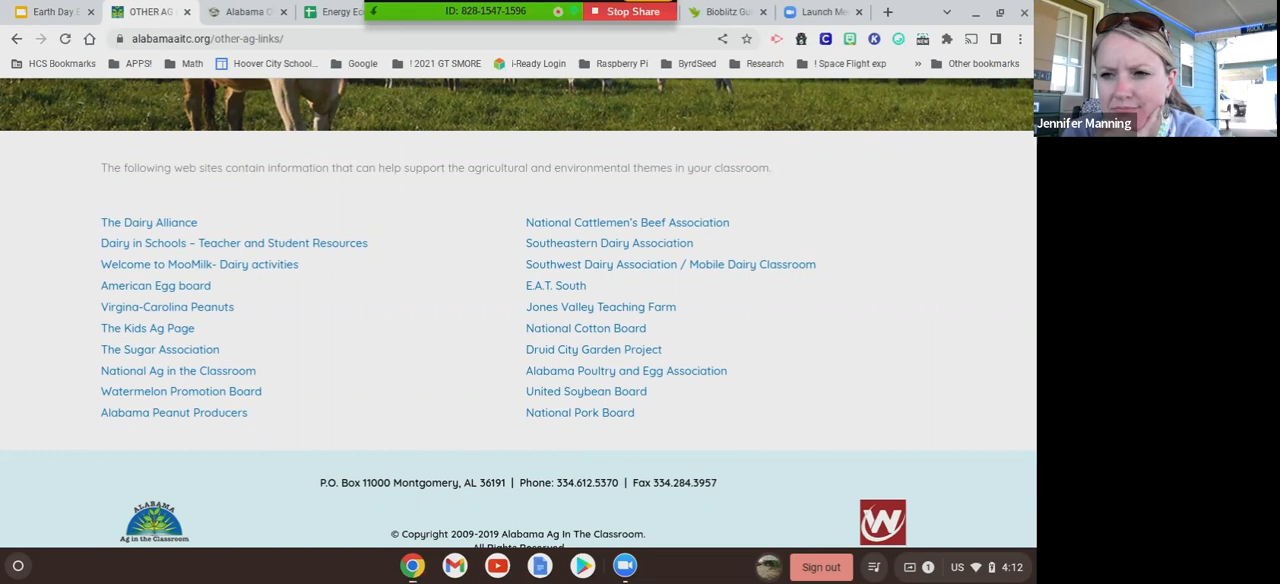 Earth Day E
OTHER AG
Alabama O
Energy Ed
ID: 828-1547-1596
Stop Share
Bioblitz Gu
Launch Me
alabamaaitc.org/other-ag-links/
HCS Bookmarks
APPS!
Math
Hoover City School...
Google
! 2021 GT SMORE
i-Ready Login
Raspberry Pi
ByrdSeed
Research
! Space Flight exp
»
Other bookmarks
Jennifer Manning
The following web sites contain information that can help support the agricultural and environmental themes in your classroom.
The Dairy Alliance
Dairy in Schools – Teacher and Student Resources
Welcome to MooMilk- Dairy activities
American Egg board
Virgina-Carolina Peanuts
The Kids Ag Page
The Sugar Association
National Ag in the Classroom
Watermelon Promotion Board
Alabama Peanut Producers
National Cattlemen's Beef Association
Southeastern Dairy Association
Southwest Dairy Association / Mobile Dairy Classroom
E.A.T. South
Jones Valley Teaching Farm
National Cotton Board
Druid City Garden Project
Alabama Poultry and Egg Association
United Soybean Board
National Pork Board
P.O. Box 11000 Montgomery, AL 36191 | Phone: 334.612.5370 | Fax 334.284.3957
ALABAMA
Ag in the Classroom
© Copyright 2009-2019 Alabama Ag In The Classroom.
All Rights Reserved
W
Sign out
1
US
4:12